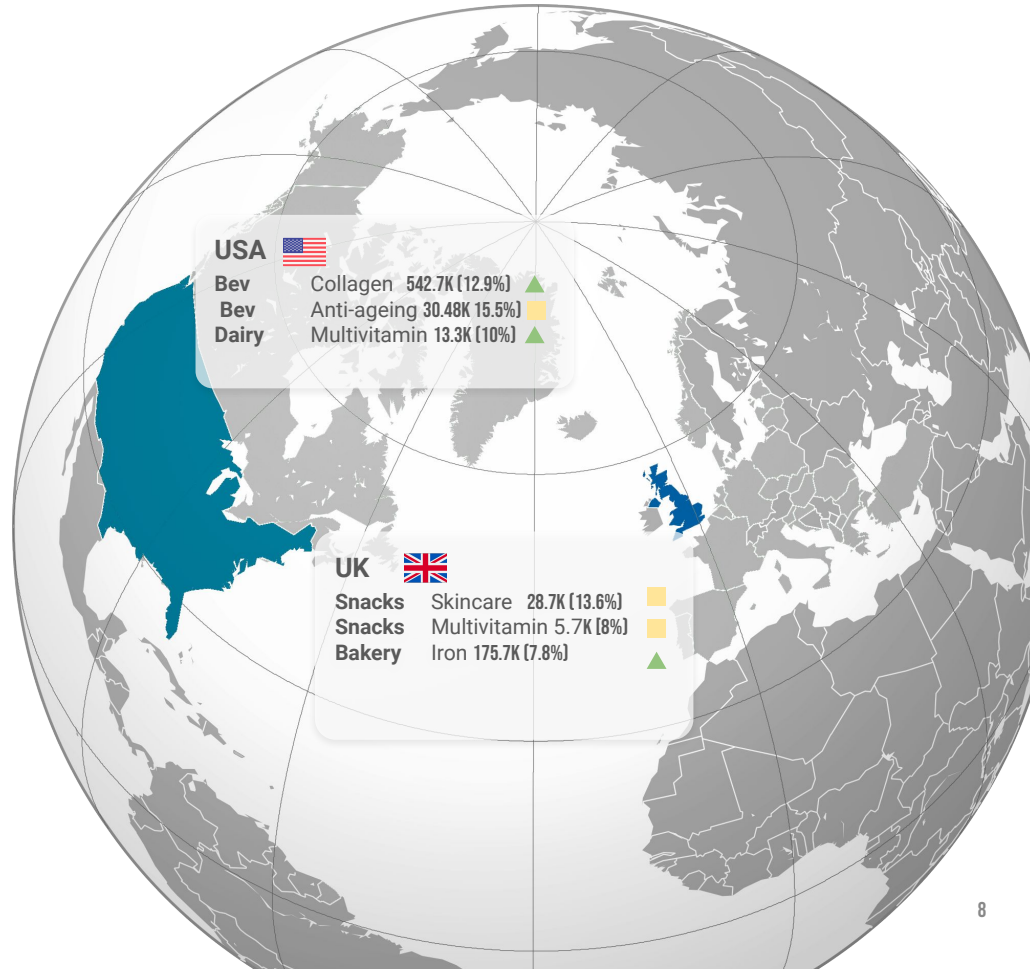 USA
Bev Collagen 542.7K (12.9%)
Bev Anti-ageing 30.48K 15.5%)
Dairy Multivitamin 13.3K (10%)
UK
Snacks Skincare 28.7K (13.6%)
Snacks Multivitamin 5.7K (8%)
Bakery Iron 175.7K (7.8%)
8